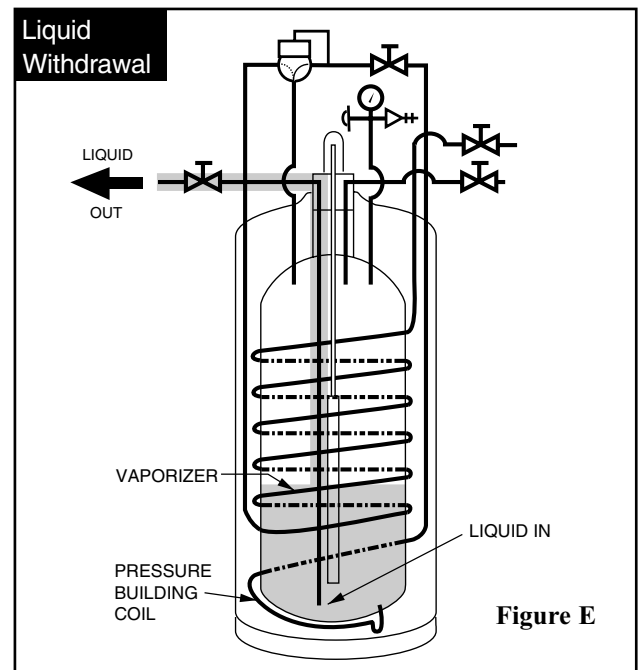 Liquid
Withdrawal
LIQUID
OUT
VAPORIZER
LIQUID IN
PRESSURE
BUILDING
COIL
Figure E